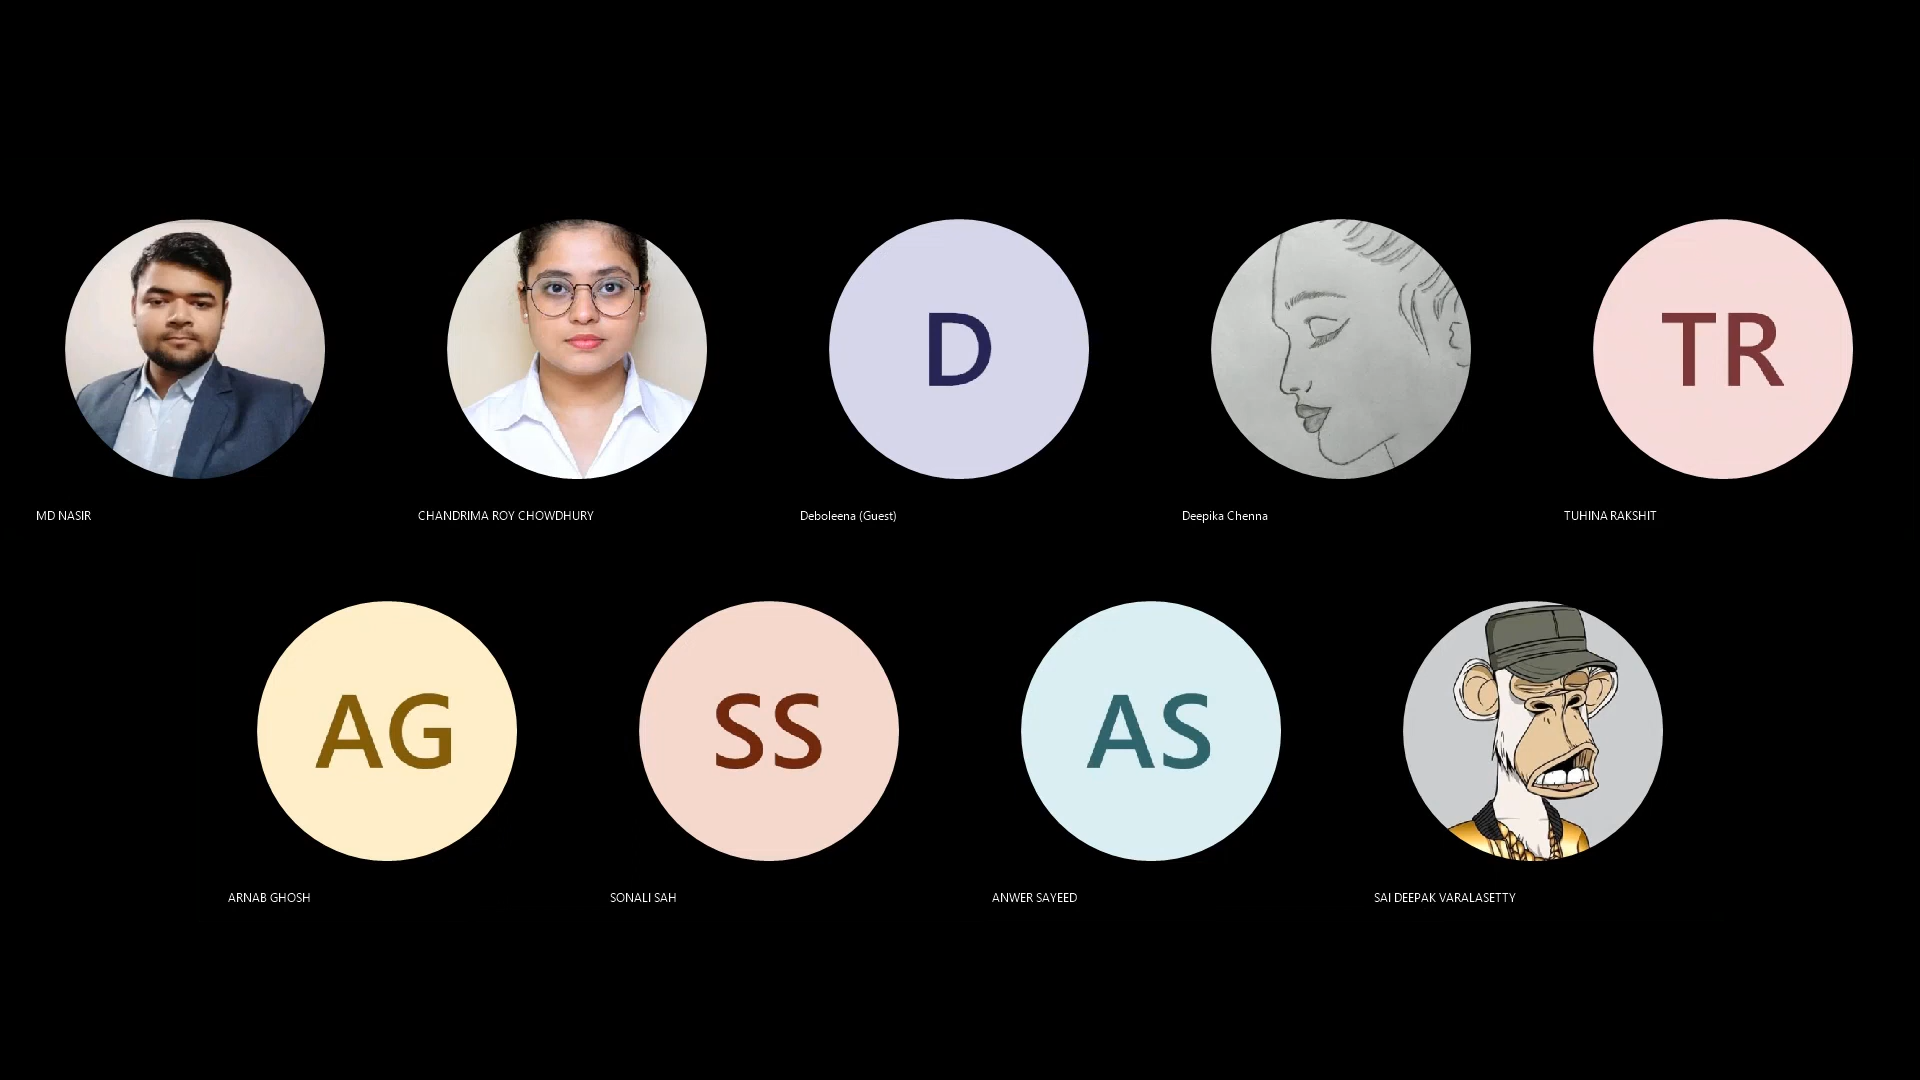 D
TR
MD NASIR
CHANDRIMA ROY CHOWDHURY
Deboleena (Guest)
Deepika Chenna
TUHINA RAKSHIT
AG
SS
AS
ARNAB GHOSH
SONALI SAH
ANWER SAYEED
SAI DEEPAK VARALASETTY